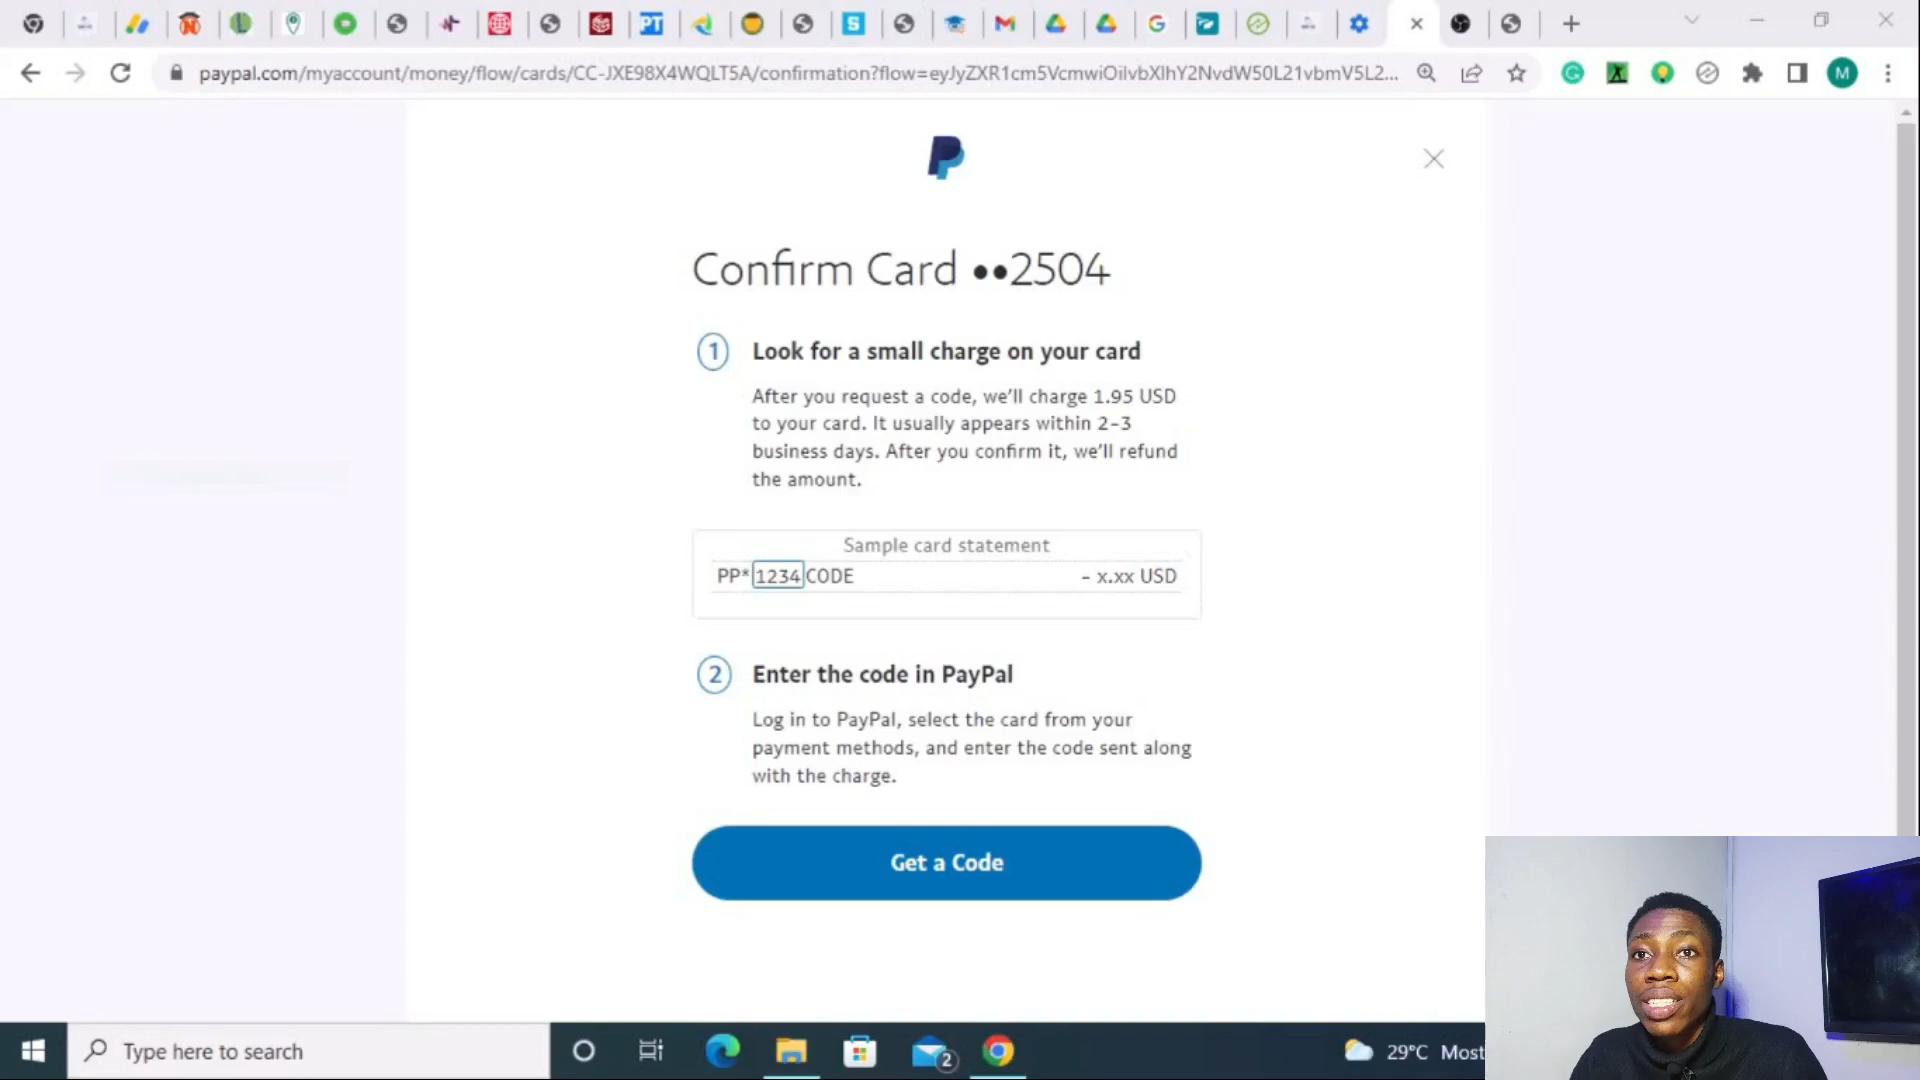 PT
S
G
paypal.com/myaccount/money/flow/cards/CC-JXE98X4WQLT5A/confirmation?flow=eyJyZXR1cm5VcmwiOiIvbXlhY2NvdW50L21vbmV5L2...
M
Confirm Card ••2504
1 Look for a small charge on your card
After you request a code, we'll charge 1.95 USD
to your card. It usually appears within 2-3
business days. After you confirm it, we'll refund
the amount.
Sample card statement
PP*1234CODE - x.xx USD
2 Enter the code in PayPal
Log in to PayPal, select the card from your
payment methods, and enter the code sent along
with the charge.
Get a Code
Type here to search
2
29°C Most